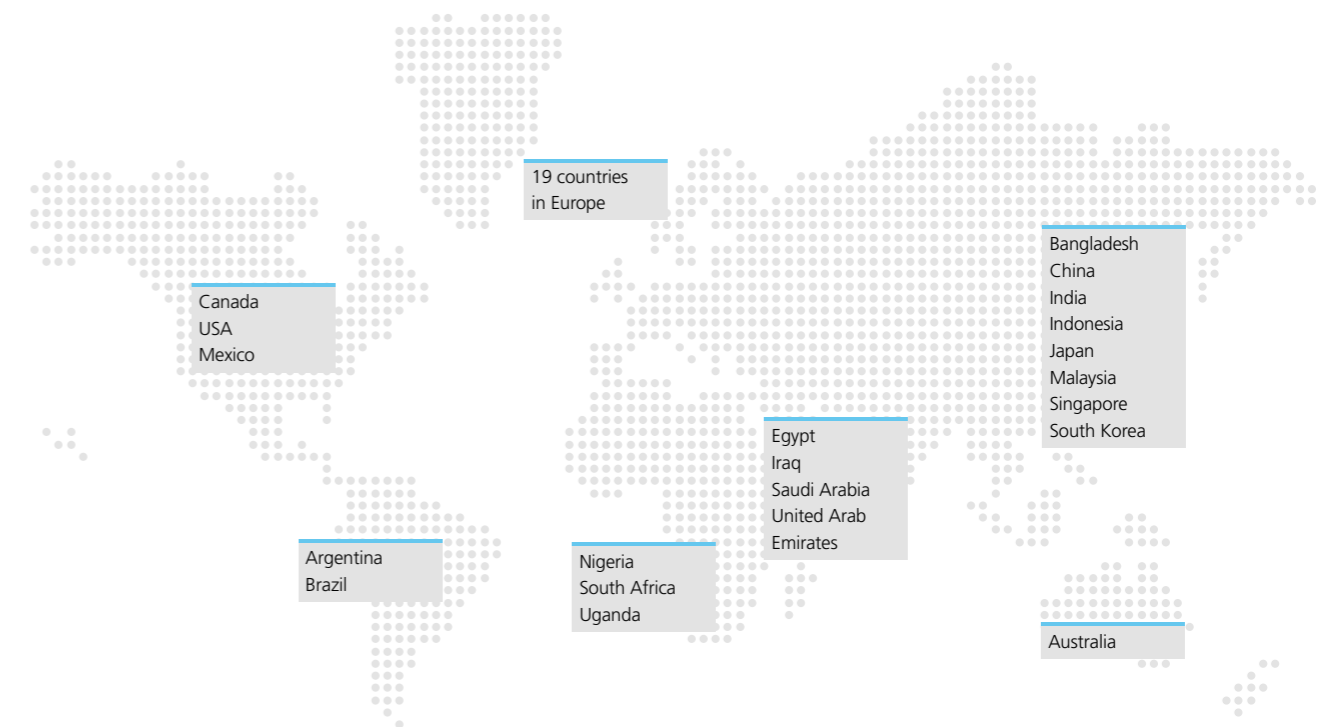 19 countries
in Europe
Canada
USA
Mexico
Bangladesh
China
India
Indonesia
Japan
Malaysia
Singapore
South Korea
Egypt
Iraq
Saudi Arabia
United Arab
Emirates
Argentina
Brazil
Nigeria
South Africa
Uganda
Australia